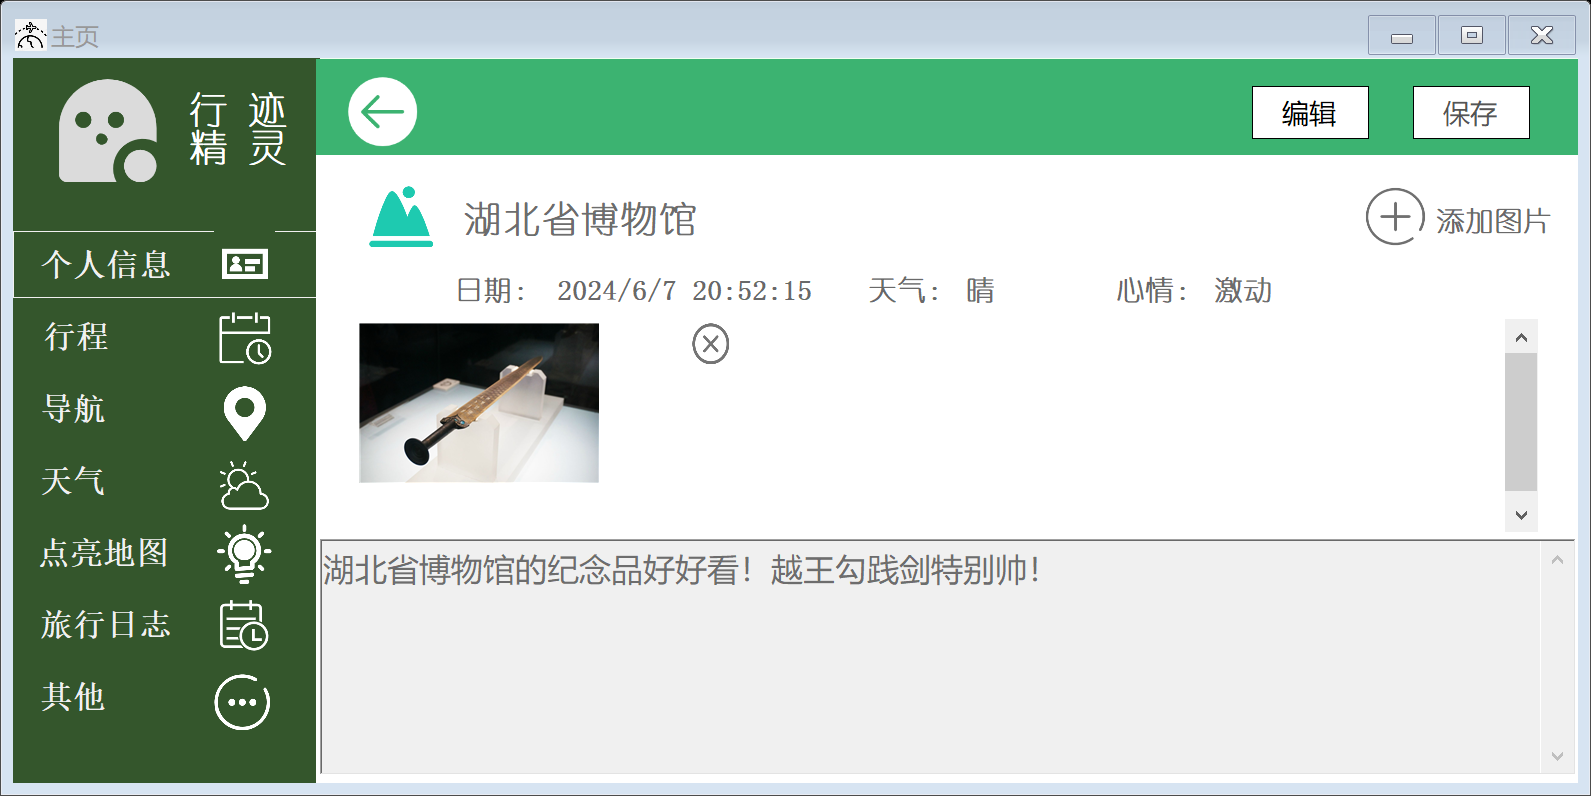 主页
行 迹
精 灵
编辑
保存
个人信息
行程
导航
天气
点亮地图
旅行日志
其他
湖北省博物馆
添加图片
日期: 2024/6/7 20:52:15 天气: 晴 心情: 激动
湖北省博物馆的纪念品好好看！越王勾践剑特别帅！